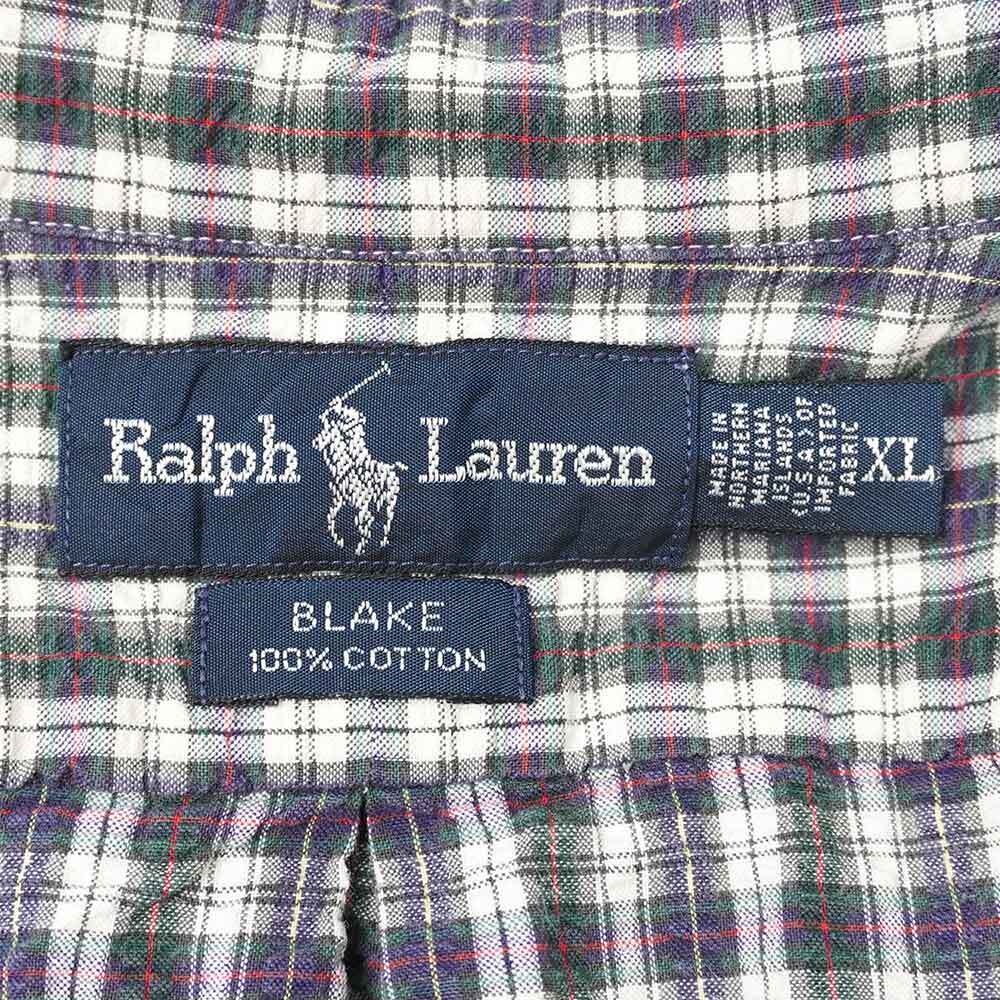 Ralph Lauren
MADE IN
NORTHERN
MARIANA
ISLANDS
(U.S.A.) OF
IMPORTED
FABRIC
XL
BLAKE
100% COTTON